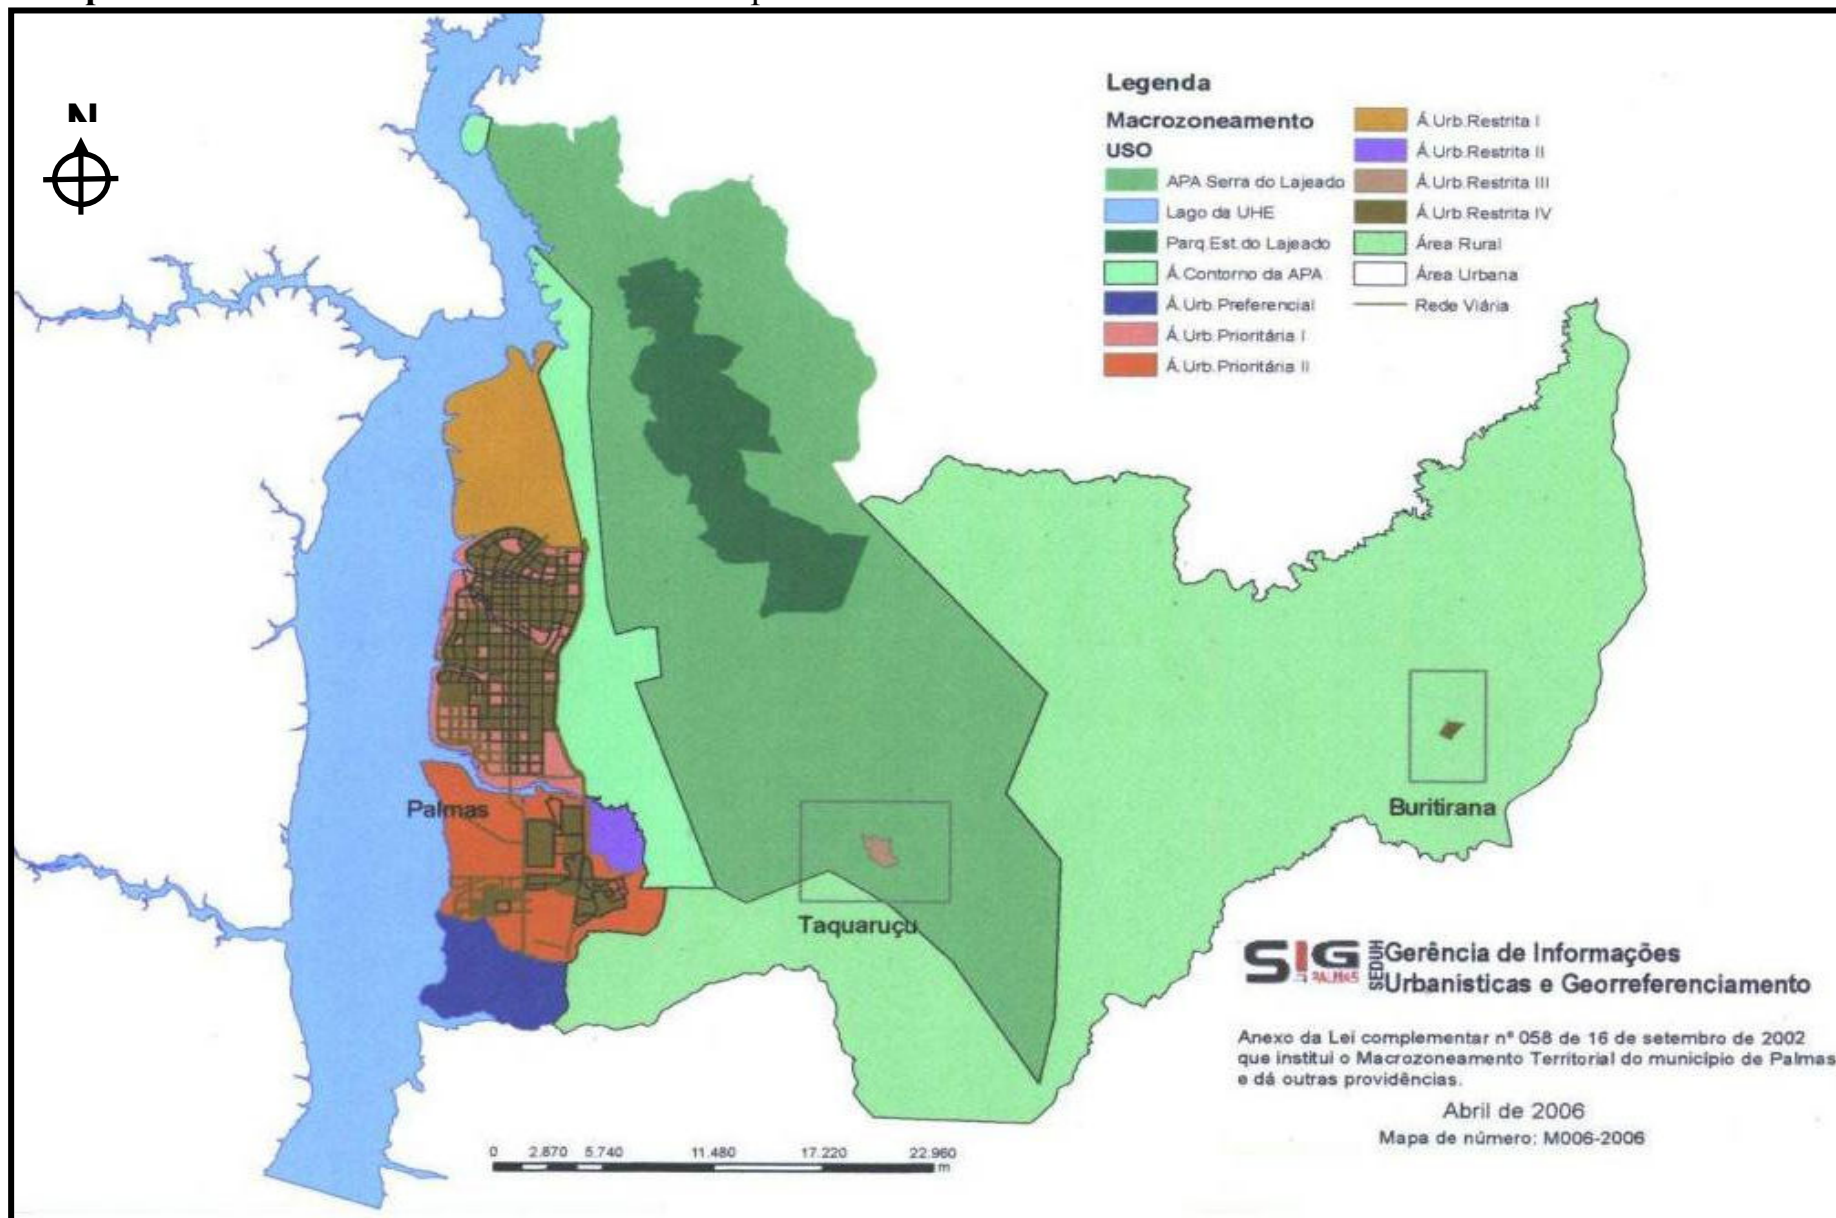 N
Legenda
Macrozoneamento
USO
APA Serra do Lajeado
Lago da UHE
Parq.Est.do Lajeado
Á.Contorno da APA
Á.Urb.Preferencial
Á.Urb.Prioritária I
Á.Urb.Prioritária II
Á.Urb.Restrita I
Á.Urb.Restrita II
Á.Urb.Restrita III
Á.Urb.Restrita IV
Área Rural
Área Urbana
Rede Viária
Palmas
Taquaruçu
Buritirana
SIG
PALMAS
SEDUH
Gerência de Informações
Urbanisticas e Georreferenciamento
Anexo da Lei complementar nº 058 de 16 de setembro de 2002
que institui o Macrozoneamento Territorial do município de Palmas
e dá outras providências.
Abril de 2006
Mapa de número: M006-2006
0 2.870 5.740 11.480 17.220 22.960
m